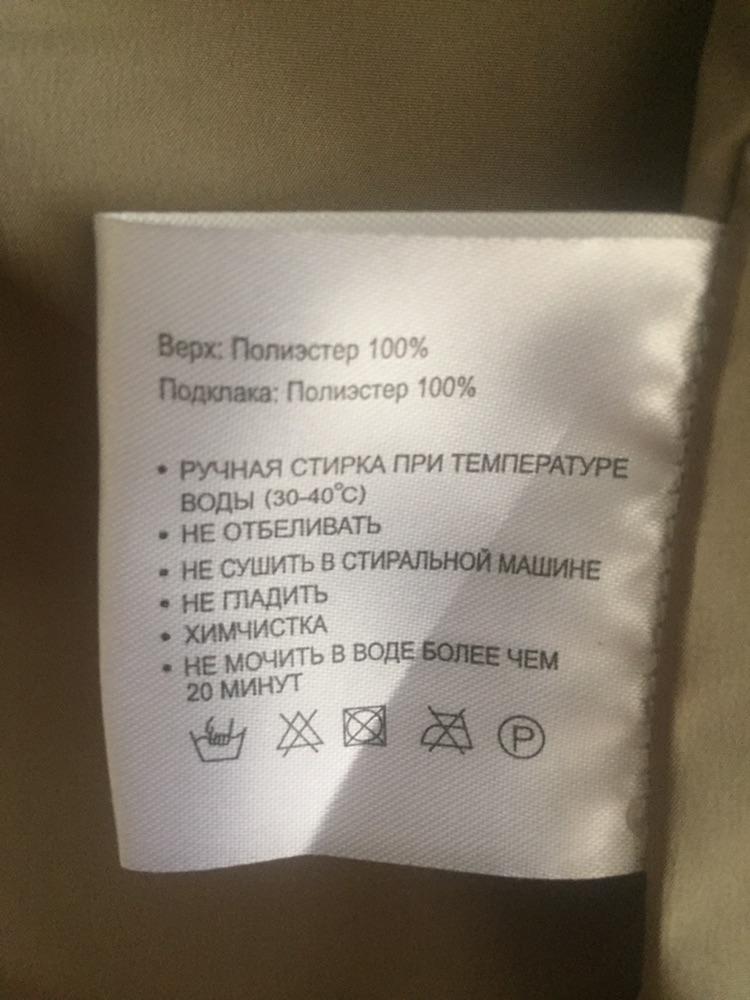 Верх: Полиэстер 100%
Подклака: Полиэстер 100%
• РУЧНАЯ СТИРКА ПРИ ТЕМПЕРАТУРЕ
ВОДЫ (30-40°C)
• НЕ ОТБЕЛИВАТЬ
• НЕ СУШИТЬ В СТИРАЛЬНОЙ МАШИНЕ
• НЕ ГЛАДИТЬ
• ХИМЧИСТКА
• НЕ МОЧИТЬ В ВОДЕ БОЛЕЕ ЧЕМ
20 МИНУТ
P